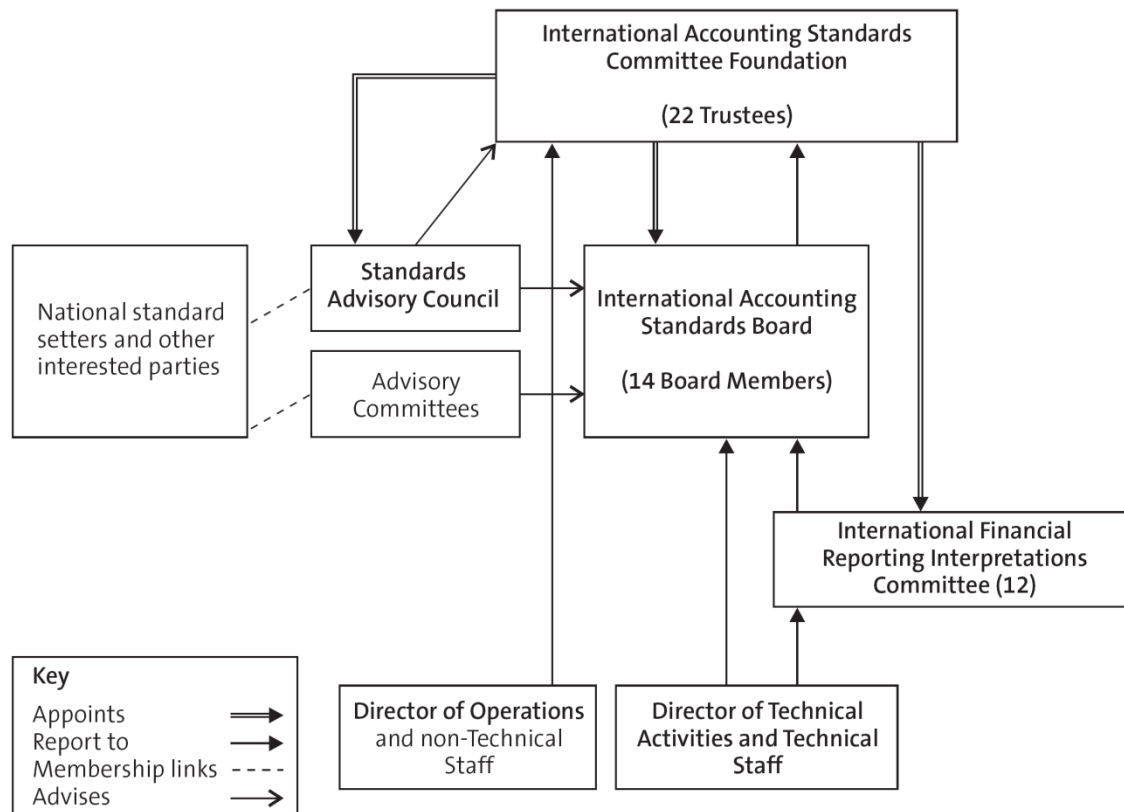 International Accounting Standards
Committee Foundation
(22 Trustees)
National standard
setters and other
interested parties
Standards
Advisory Council
Advisory
Committees
International Accounting
Standards Board
(14 Board Members)
International Financial
Reporting Interpretations
Committee (12)
Key
Appoints
Report to
Membership links
Advises
Director of Operations
and non-Technical
Staff
Director of Technical
Activities and Technical
Staff